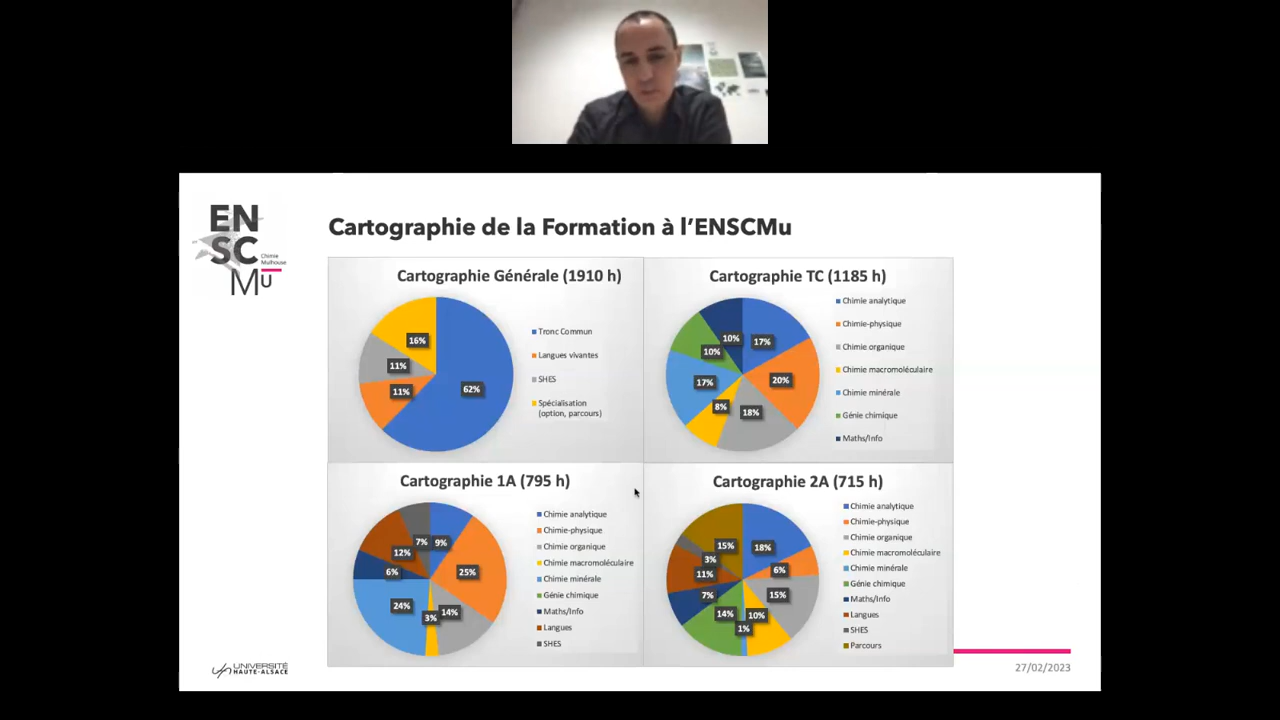 EN
SC
Mu
Chimie
Mulhouse
Cartographie de la Formation à l'ENSCMu
Cartographie Générale (1910 h)
62%
11%
11%
16%
Tronc Commun
Langues vivantes
SHES
Spécialisation
(option, parcours)
Cartographie TC (1185 h)
17%
20%
18%
8%
17%
10%
10%
Chimie analytique
Chimie-physique
Chimie organique
Chimie macromoléculaire
Chimie minérale
Génie chimique
Maths/Info
Cartographie 1A (795 h)
9%
25%
14%
3%
24%
6%
12%
7%
Chimie analytique
Chimie-physique
Chimie organique
Chimie macromoléculaire
Chimie minérale
Génie chimique
Maths/Info
Langues
SHES
Cartographie 2A (715 h)
18%
6%
15%
10%
1%
14%
7%
11%
3%
15%
Chimie analytique
Chimie-physique
Chimie organique
Chimie macromoléculaire
Chimie minérale
Génie chimique
Maths/Info
Langues
SHES
Parcours
UNIVERSITÉ
HAUTE-ALSACE
27/02/2023